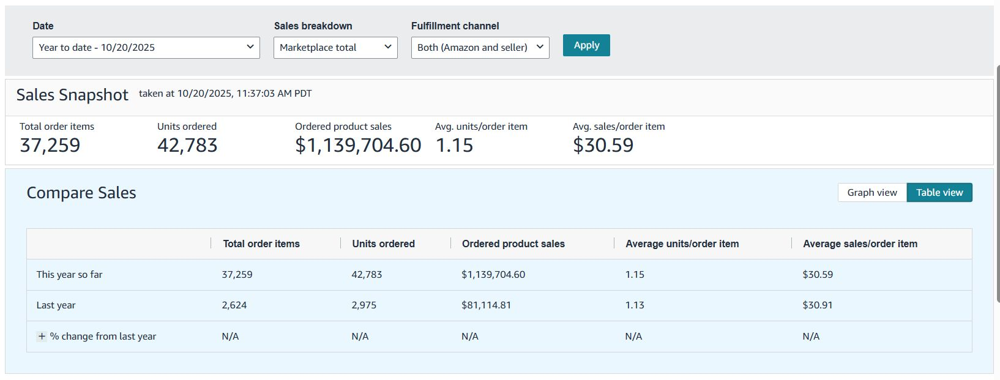 Date Sales breakdown Fulfillment channel
Year to date - 10/20/2025 Marketplace total Both (Amazon and seller) Apply
Sales Snapshot taken at 10/20/2025, 11:37:03 AM PDT
Total order items Units ordered Ordered product sales Avg. units/order item Avg. sales/order item
37,259 42,783 $1,139,704.60 1.15 $30.59
Compare Sales Graph view Table view
Total order items Units ordered Ordered product sales Average units/order item Average sales/order item
This year so far 37,259 42,783 $1,139,704.60 1.15 $30.59
Last year 2,624 2,975 $81,114.81 1.13 $30.91
+ % change from last year N/A N/A N/A N/A N/A